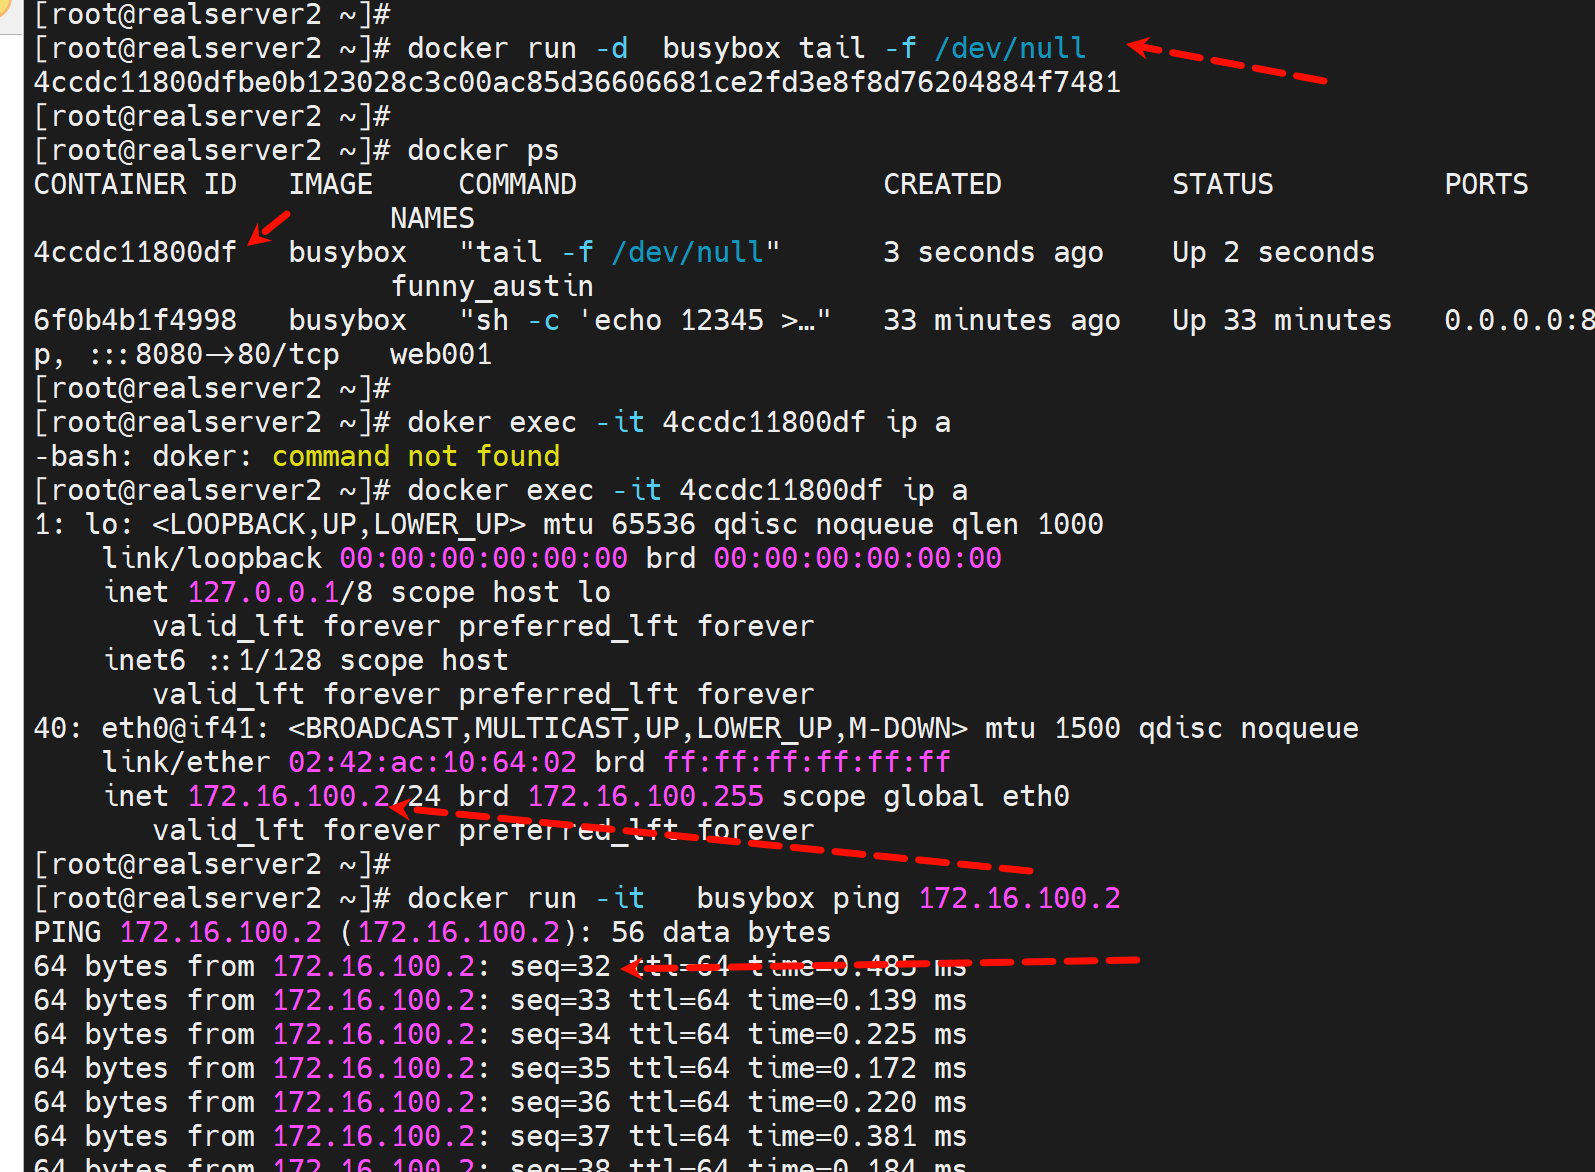 [root@realserver2 ~]#
[root@realserver2 ~]# docker run -d  busybox tail -f /dev/null
4ccdc11800dfbe0b123028c3c00ac85d36606681ce2fd3e8f8d76204884f7481
[root@realserver2 ~]#
[root@realserver2 ~]# docker ps
CONTAINER ID   IMAGE     COMMAND                  CREATED          STATUS          PORTS
                     NAMES
4ccdc11800df   busybox   "tail -f /dev/null"      3 seconds ago    Up 2 seconds
                     funny_austin
6f0b4b1f4998   busybox   "sh -c 'echo 12345 >…"   33 minutes ago   Up 33 minutes   0.0.0.0:8
p, :::8080->80/tcp   web001
[root@realserver2 ~]#
[root@realserver2 ~]# doker exec -it 4ccdc11800df ip a
-bash: doker: command not found
[root@realserver2 ~]# docker exec -it 4ccdc11800df ip a
1: lo: <LOOPBACK,UP,LOWER_UP> mtu 65536 qdisc noqueue qlen 1000
    link/loopback 00:00:00:00:00:00 brd 00:00:00:00:00:00
    inet 127.0.0.1/8 scope host lo
       valid_lft forever preferred_lft forever
    inet6 ::1/128 scope host
       valid_lft forever preferred_lft forever
40: eth0@if41: <BROADCAST,MULTICAST,UP,LOWER_UP,M-DOWN> mtu 1500 qdisc noqueue
    link/ether 02:42:ac:10:64:02 brd ff:ff:ff:ff:ff:ff
    inet 172.16.100.2/24 brd 172.16.100.255 scope global eth0
       valid_lft forever preferred_lft forever
[root@realserver2 ~]#
[root@realserver2 ~]# docker run -it   busybox ping 172.16.100.2
PING 172.16.100.2 (172.16.100.2): 56 data bytes
64 bytes from 172.16.100.2: seq=32 ttl=64 time=0.485 ms
64 bytes from 172.16.100.2: seq=33 ttl=64 time=0.139 ms
64 bytes from 172.16.100.2: seq=34 ttl=64 time=0.225 ms
64 bytes from 172.16.100.2: seq=35 ttl=64 time=0.172 ms
64 bytes from 172.16.100.2: seq=36 ttl=64 time=0.220 ms
64 bytes from 172.16.100.2: seq=37 ttl=64 time=0.381 ms
64 bytes from 172.16.100.2: seq=38 ttl=64 time=0.184 ms